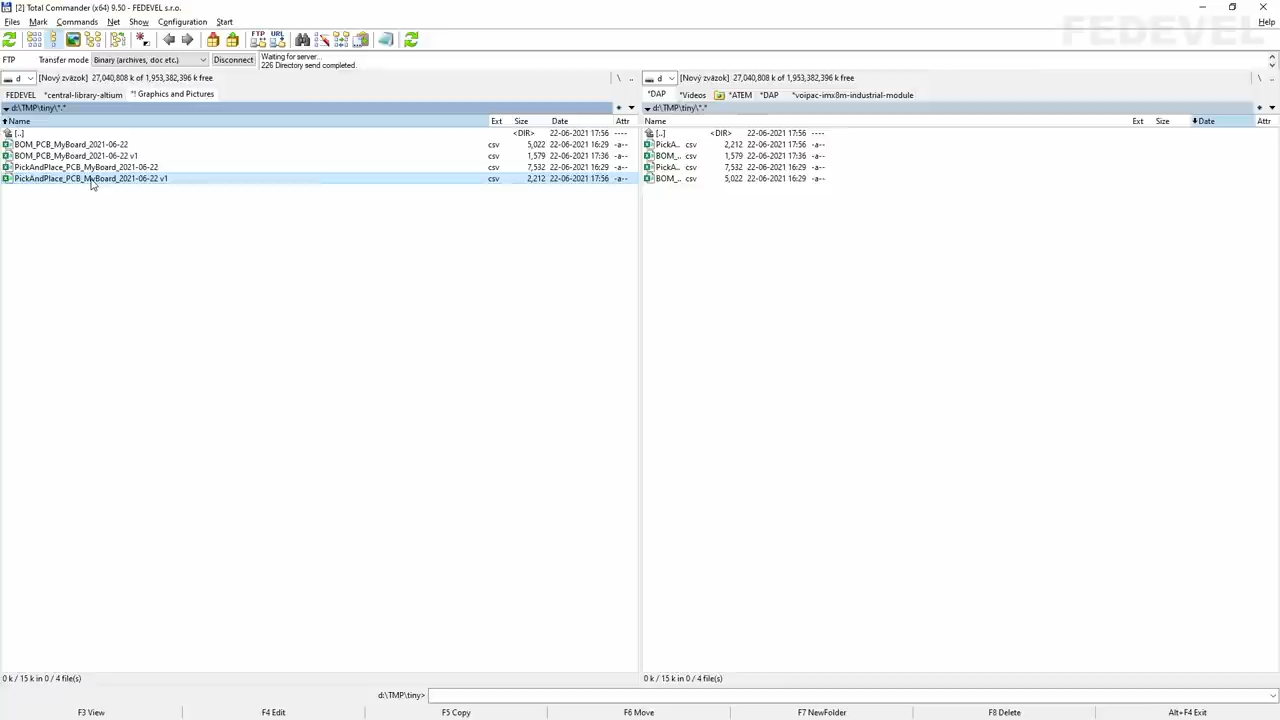 [2] Total Commander (x64) 9.50 - FEDEVEL s.r.o.
Files Mark Commands Net Show Configuration Start Help
FEDEVEL
FTP URL
FTP Transfer mode Binary (archives, doc etc.) Disconnect Waiting for server...
226 Directory send completed.
d [Nový zväzok] 27,040,808 k of 1,953,382,396 k free \ ..
FEDEVEL *central-library-altium *! Graphics and Pictures
d:\TMP\tiny\*.*
Name Ext Size Date Attr
[..] <DIR> 22-06-2021 17:56 ----
BOM_PCB_MyBoard_2021-06-22 csv 5,022 22-06-2021 16:29 -a--
BOM_PCB_MyBoard_2021-06-22 v1 csv 1,579 22-06-2021 17:36 -a--
PickAndPlace_PCB_MyBoard_2021-06-22 csv 7,532 22-06-2021 16:29 -a--
PickAndPlace_PCB_MyBoard_2021-06-22 v1 csv 2,212 22-06-2021 17:56 -a--
0 k / 15 k in 0 / 4 file(s)
d [Nový zväzok] 27,040,808 k of 1,953,382,396 k free \ ..
*DAP *Videos *ATEM *DAP *voipac-imx8m-industrial-module
d:\TMP\tiny\*.*
Name Ext Size Date Attr
[..] <DIR> 22-06-2021 17:56 ----
PickA.. csv 2,212 22-06-2021 17:56 -a--
BOM_.. csv 1,579 22-06-2021 17:36 -a--
PickA.. csv 7,532 22-06-2021 16:29 -a--
BOM_.. csv 5,022 22-06-2021 16:29 -a--
0 k / 15 k in 0 / 4 file(s)
d:\TMP\tiny>
F3 View F4 Edit F5 Copy F6 Move F7 NewFolder F8 Delete Alt+F4 Exit